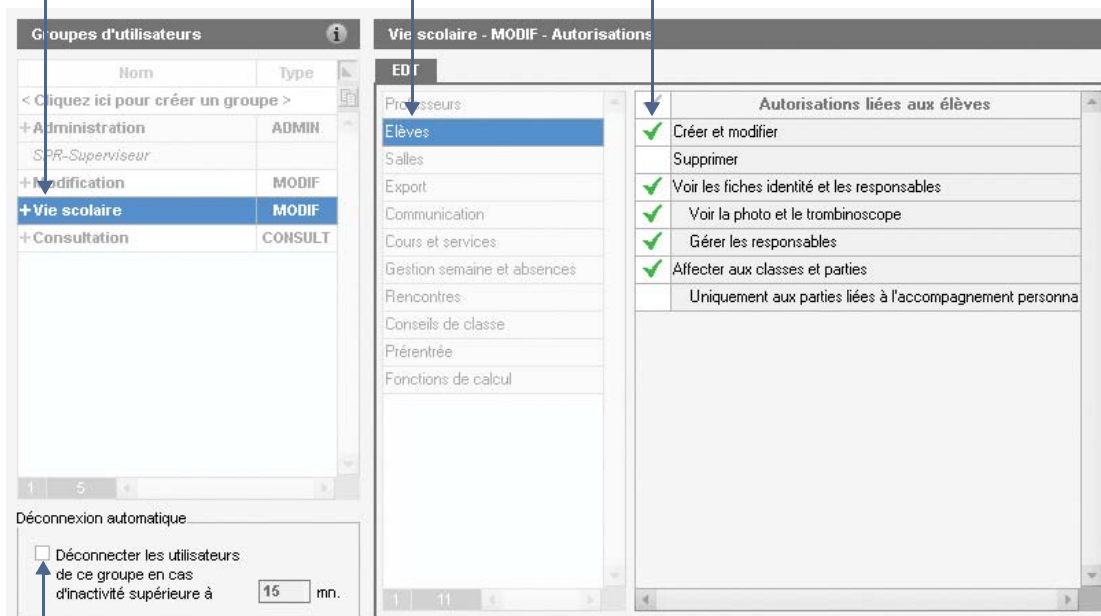 Groupes d'utilisateurs
Nom Type
< Cliquez ici pour créer un groupe >
+Administration ADMIN
SPR-Superviseur
+Modification MODIF
+Vie scolaire MODIF
+Consultation CONSULT
1 5
Déconnexion automatique
Déconnecter les utilisateurs
de ce groupe en cas
d'inactivité supérieure à 15 mn.
Vie scolaire - MODIF - Autorisations
EDT
Professeurs
Elèves
Salles
Export
Communication
Cours et services
Gestion semaine et absences
Rencontres
Conseils de classe
Prérentrée
Fonctions de calcul
1 11
Autorisations liées aux élèves
Créer et modifier
Supprimer
Voir les fiches identité et les responsables
Voir la photo et le trombinoscope
Gérer les responsables
Affecter aux classes et parties
Uniquement aux parties liées à l'accompagnement personna